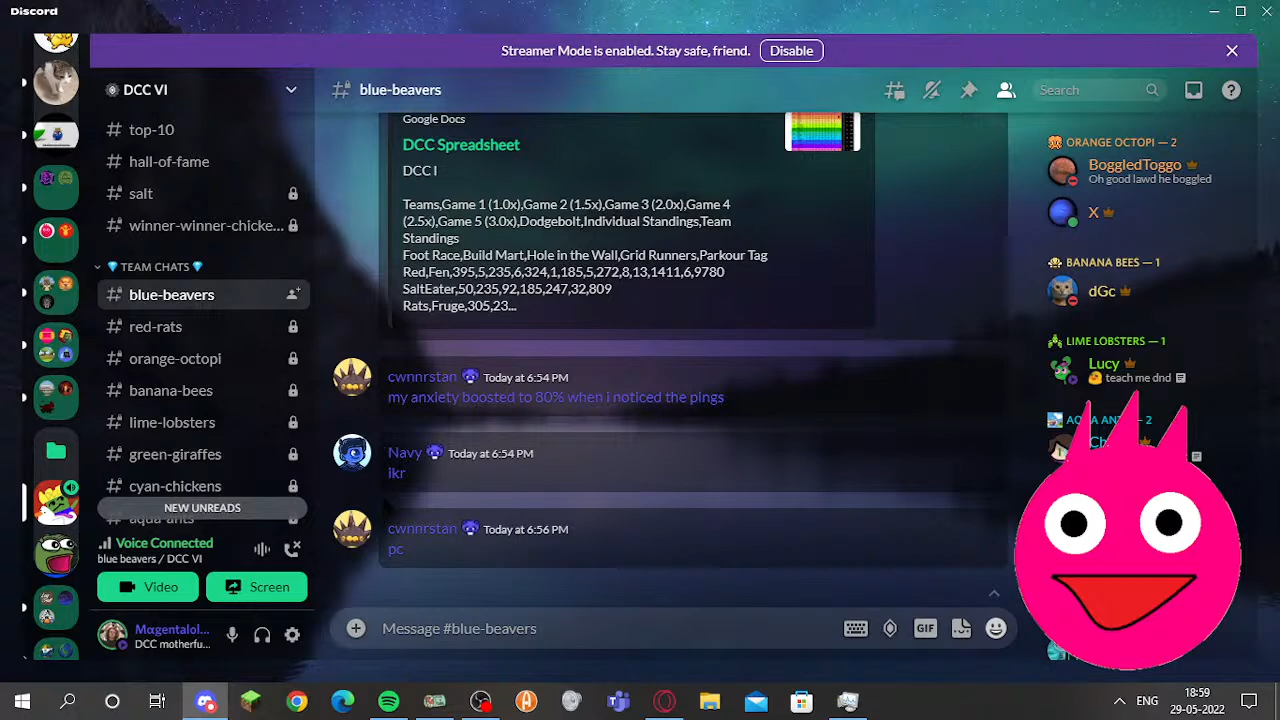 Discord
Streamer Mode is enabled. Stay safe, friend.
Disable
DCC VI
top-10
hall-of-fame
salt
winner-winner-chicke...
TEAM CHATS
blue-beavers
red-rats
orange-octopi
banana-bees
lime-lobsters
green-giraffes
cyan-chickens
NEW UNREADS
aqua-ants
Voice Connected
blue beavers / DCC VI
Video
Screen
Magentalol...
DCC motherfu...
blue-beavers
Search
Google Docs
DCC Spreadsheet
DCC I
Teams,Game 1 (1.0x),Game 2 (1.5x),Game 3 (2.0x),Game 4
(2.5x),Game 5 (3.0x),Dodgebolt,Individual Standings,Team
Standings
Foot Race,Build Mart,Hole in the Wall,Grid Runners,Parkour Tag
Red,Fen,395,5,235,6,324,1,185,5,272,8,13,1411,6,9780
SaltEater,50,235,92,185,247,32,809
Rats,Fruge,305,23...
cwnnrstan Today at 6:54 PM
my anxiety boosted to 80% when i noticed the pings
Navy Today at 6:54 PM
ikr
cwnnrstan Today at 6:56 PM
pc
Message #blue-beavers
GIF
ORANGE OCTOPI — 2
BoggledToggo
Oh good lawd he boggled
X
BANANA BEES — 1
dGc
LIME LOBSTERS — 1
Lucy
teach me dnd
ENG
18:59
29-05-2022